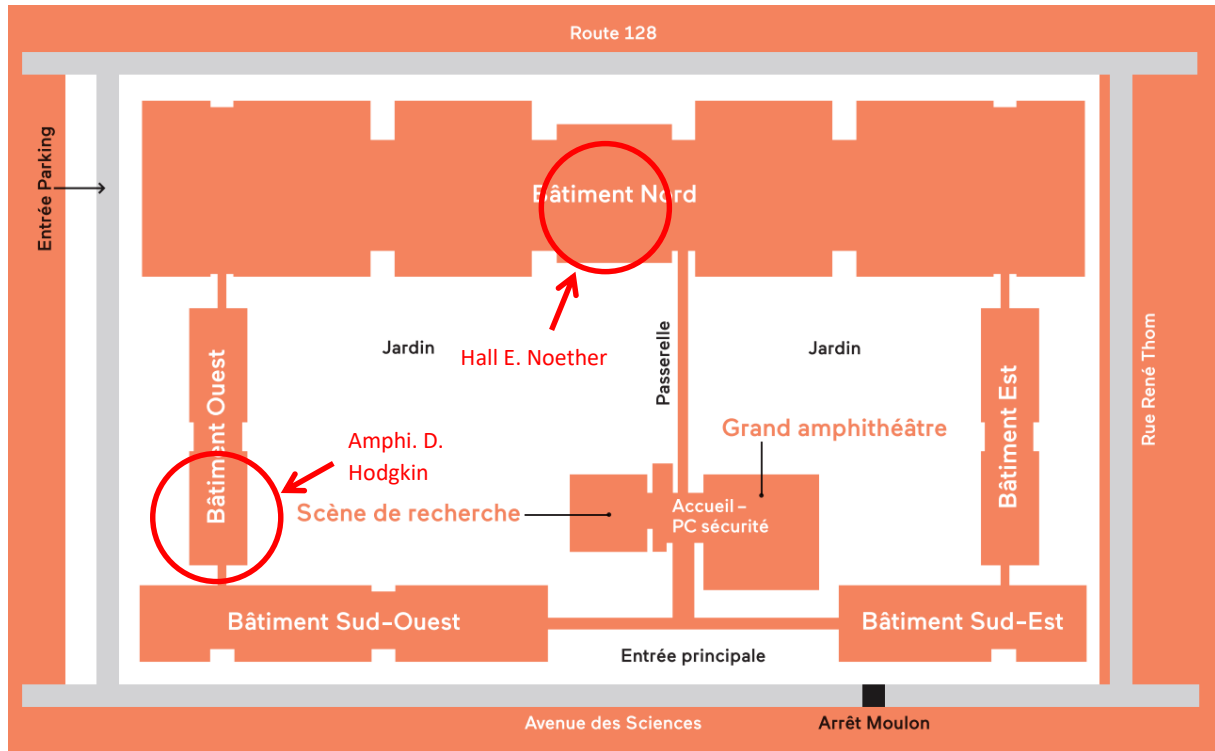 Route 128
Entrée Parking
Bâtiment Nord
Jardin
Hall E. Noether
Passerelle
Jardin
Rue René Thom
Bâtiment Ouest
Bâtiment Est
Amphi. D.
Hodgkin
Grand amphithéâtre
Scène de recherche
Accueil –
PC sécurité
Bâtiment Sud-Ouest
Bâtiment Sud-Est
Entrée principale
Avenue des Sciences
Arrêt Moulon